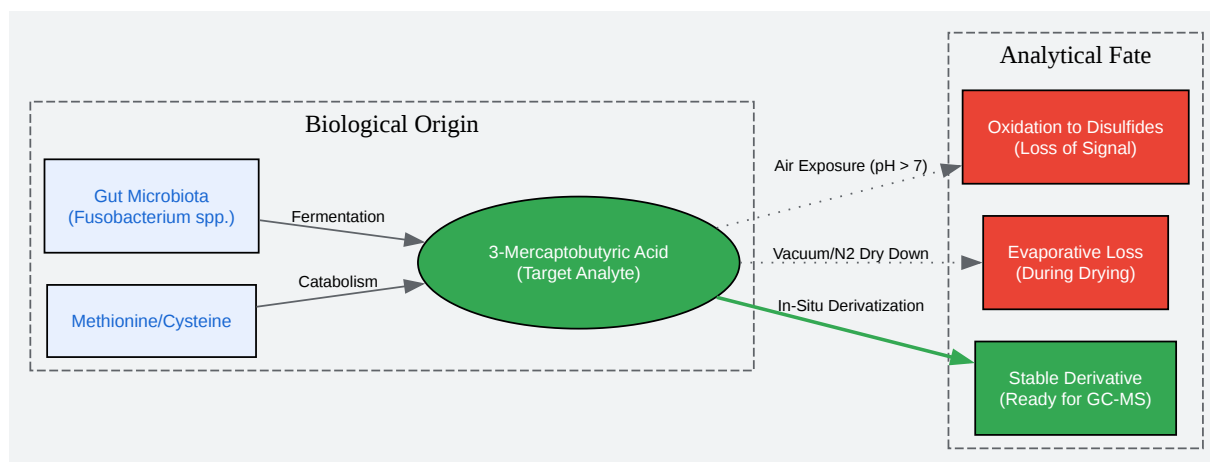 Biological Origin
Gut Microbiota
(Fusobacterium spp.)
Methionine/Cysteine
Fermentation
Catabolism
3-Mercaptobutyric Acid
(Target Analyte)
Air Exposure (pH > 7)
Vacuum/N2 Dry Down
In-Situ Derivatization
Analytical Fate
Oxidation to Disulfides
(Loss of Signal)
Evaporative Loss
(During Drying)
Stable Derivative
(Ready for GC-MS)